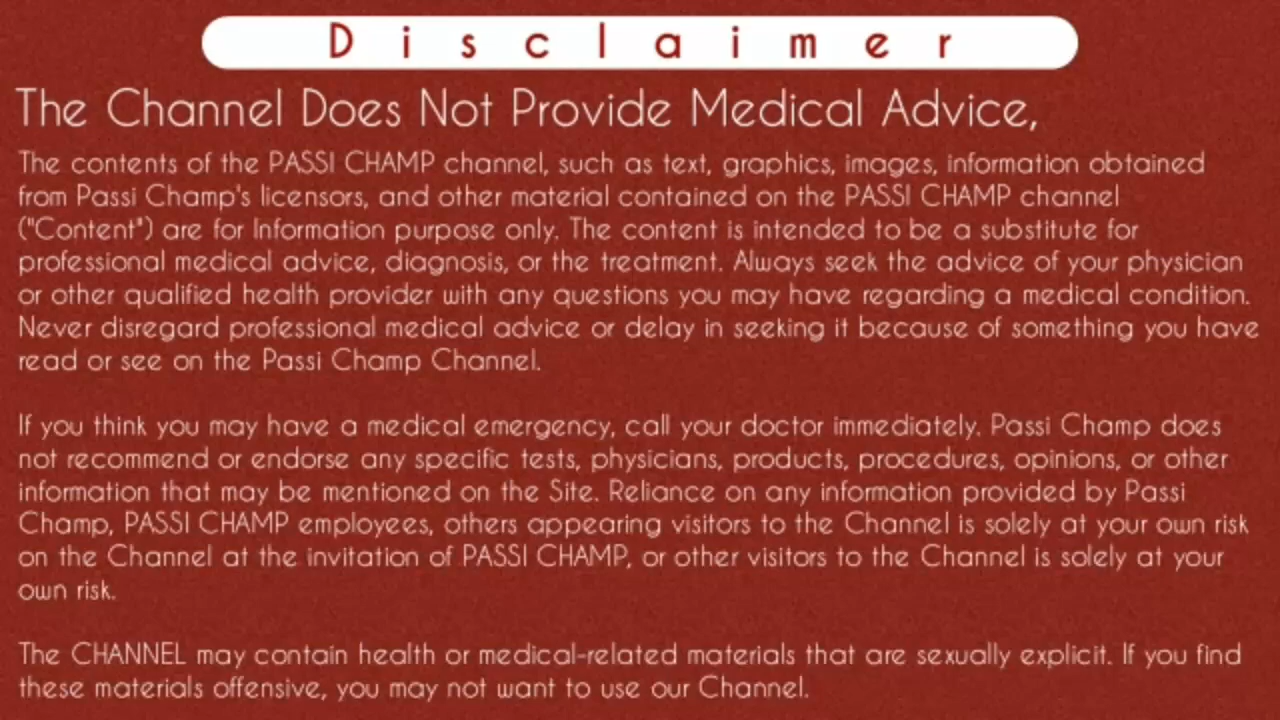 Disclaimer
The Channel Does Not Provide Medical Advice,
The contents of the PASSI CHAMP channel, such as text, graphics, images, information obtained
from Passi Champ's licensors, and other material contained on the PASSI CHAMP channel
("Content") are for Information purpose only. The content is intended to be a substitute for
professional medical advice, diagnosis, or the treatment. Always seek the advice of your physician
or other qualified health provider with any questions you may have regarding a medical condition.
Never disregard professional medical advice or delay in seeking it because of something you have
read or see on the Passi Champ Channel.
If you think you may have a medical emergency, call your doctor immediately. Passi Champ does
not recommend or endorse any specific tests, physicians, products, procedures, opinions, or other
information that may be mentioned on the Site. Reliance on any information provided by Passi
Champ, PASSI CHAMP employees, others appearing visitors to the Channel is solely at your own risk
on the Channel at the invitation of PASSI CHAMP, or other visitors to the Channel is solely at your
own risk.
The CHANNEL may contain health or medical-related materials that are sexually explicit. If you find
these materials offensive, you may not want to use our Channel.